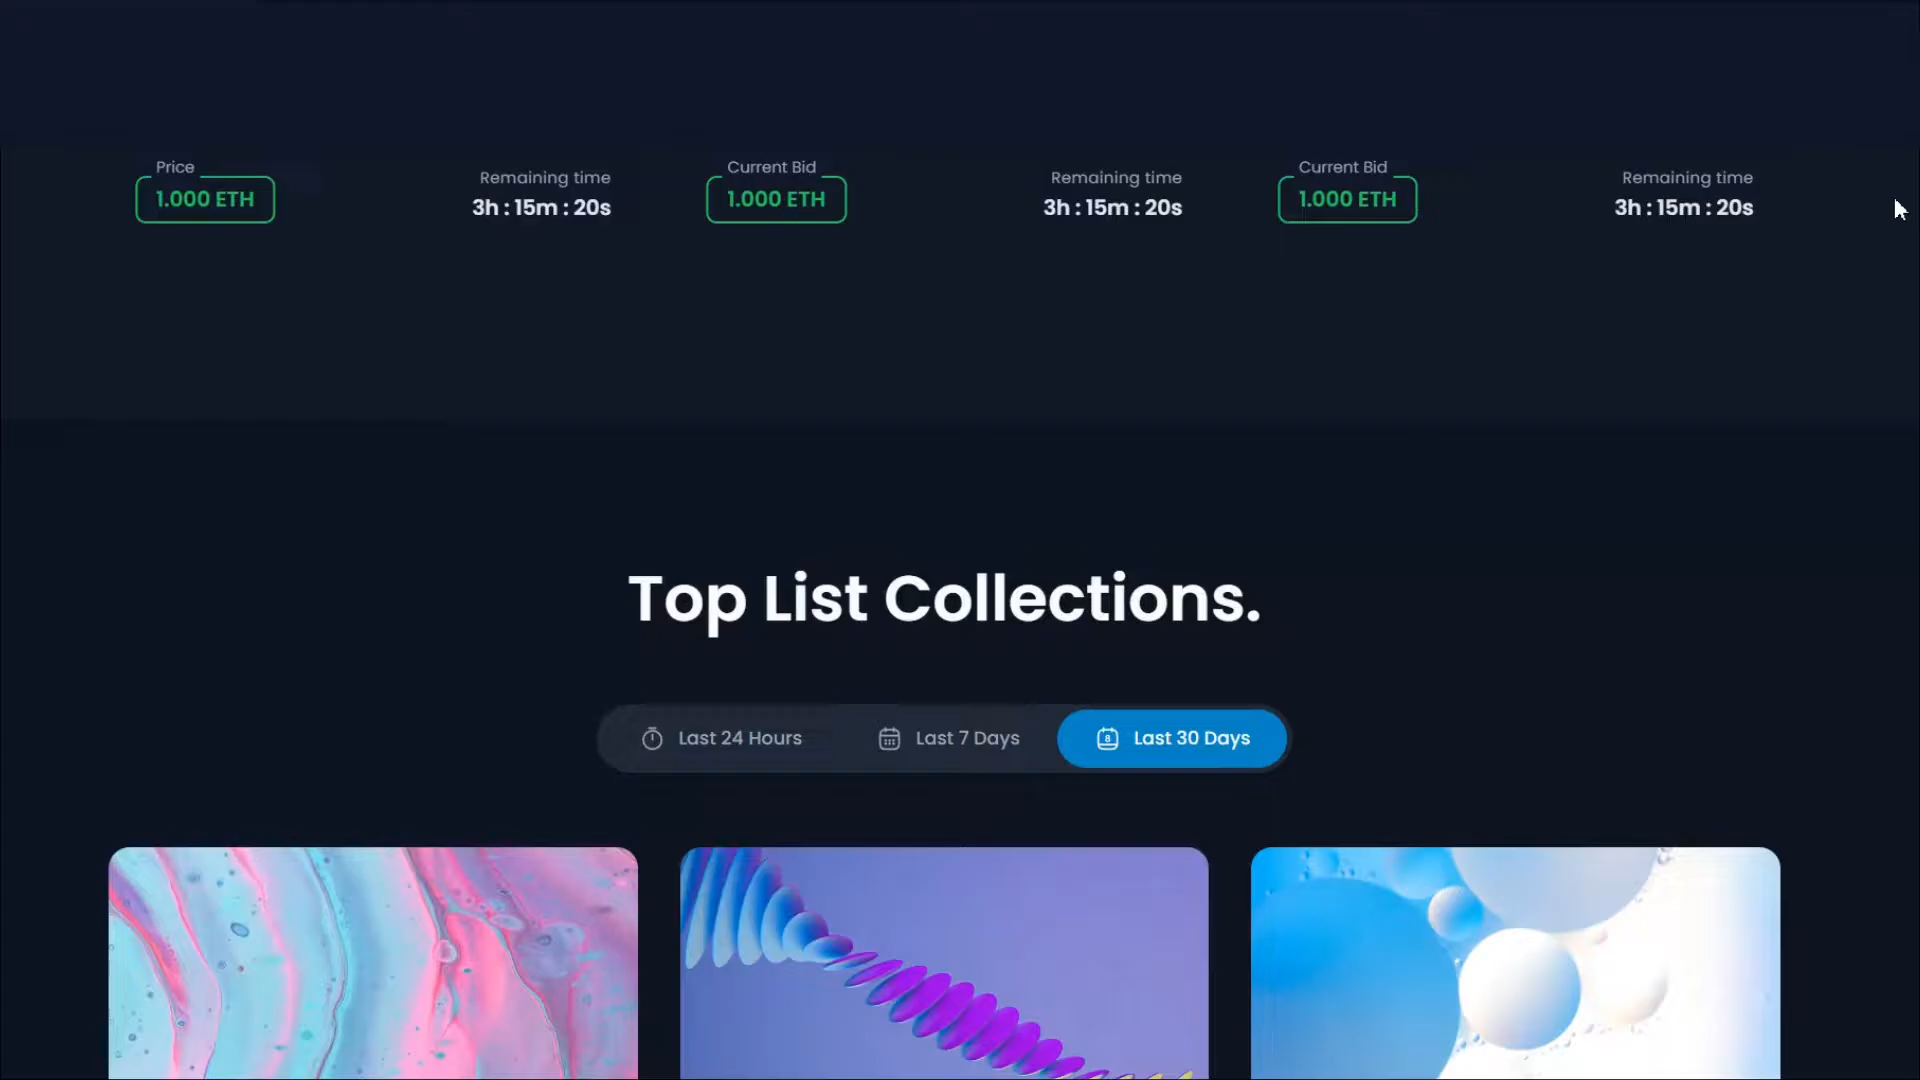 Price
1.000 ETH
Remaining time
3h : 15m : 20s
Current Bid
1.000 ETH
Remaining time
3h : 15m : 20s
Current Bid
1.000 ETH
Remaining time
3h : 15m : 20s
Top List Collections.
Last 24 Hours
Last 7 Days
8
Last 30 Days